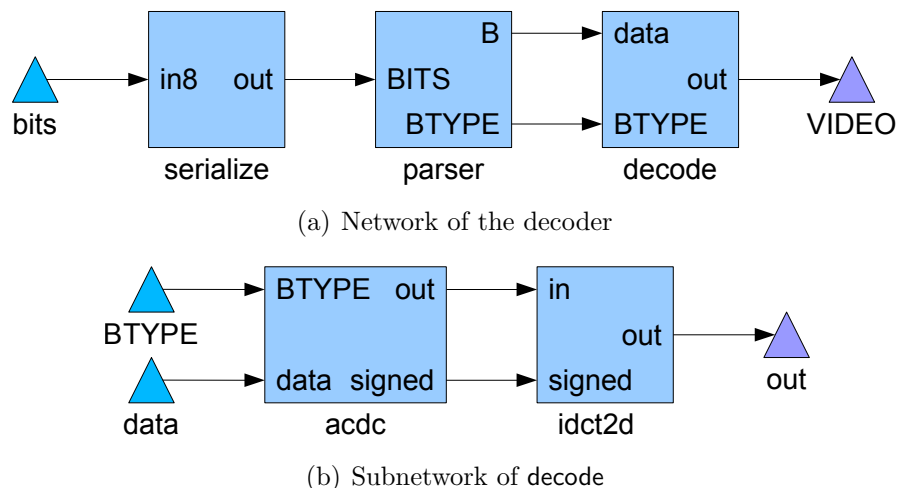 B data
in8 out BITS out
bits BTYPE BTYPE VIDEO
serialize parser decode
(a) Network of the decoder
BTYPE out in
BTYPE out
data signed signed
data acdc idct2d out
(b) Subnetwork of decode